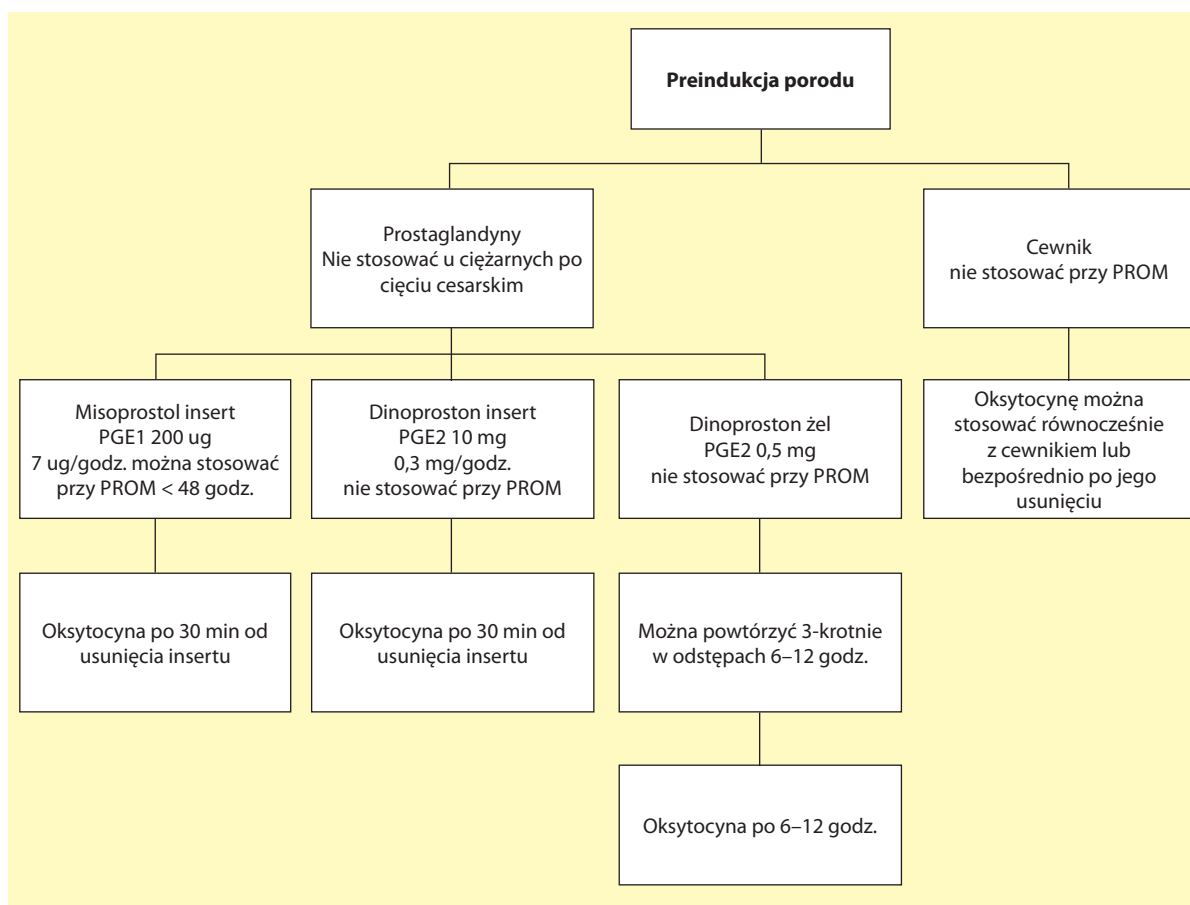 Preindukcja porodu
Prostaglandyny
Nie stosować u ciężarnych po
cięciu cesarskim
Cewnik
nie stosować przy PROM
Misoprostol insert
PGE1 200 ug
7 ug/godz. można stosować
przy PROM < 48 godz.
Dinoproston insert
PGE2 10 mg
0,3 mg/godz.
nie stosować przy PROM
Dinoproston żel
PGE2 0,5 mg
nie stosować przy PROM
Oksytocynę można
stosować równocześnie
z cewnikiem lub
bezpośrednio po jego
usunięciu
Oksytocyna po 30 min od
usunięcia insertu
Oksytocyna po 30 min od
usunięcia insertu
Można powtórzyć 3-krotnie
w odstępach 6–12 godz.
Oksytocyna po 6–12 godz.